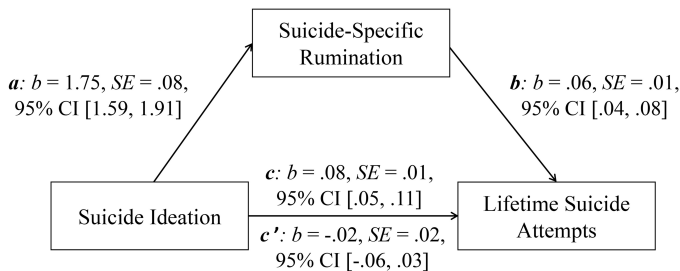 Suicide-Specific
Rumination
a: b = 1.75, SE = .08,
95% CI [1.59, 1.91]
b: b = .06, SE = .01,
95% CI [.04, .08]
c: b = .08, SE = .01,
95% CI [.05, .11]
Suicide Ideation
Lifetime Suicide
Attempts
c': b = -.02, SE = .02,
95% CI [-.06, .03]